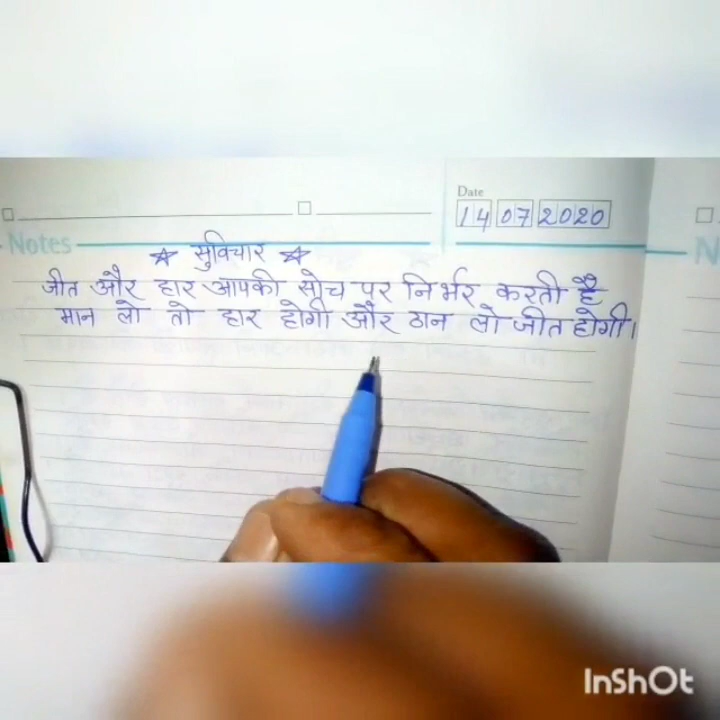 Date
14 07 2020
Notes
☆ सुविचार ☆
जीत और हार आपकी सोच पर निर्भर करती है
मान लो तो हार होगी और ठान लो जीत होगी।
N
InShOt